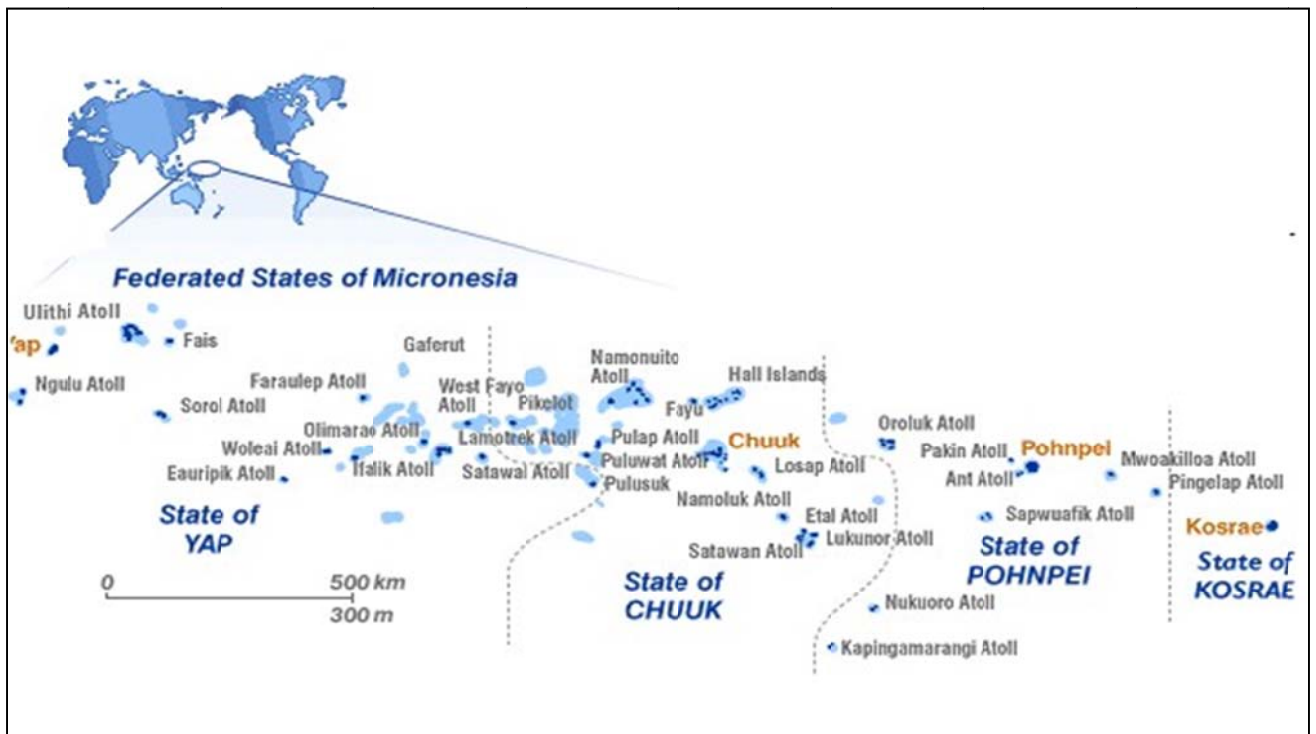 Federated States of Micronesia
Ulithi Atoll
Fais
Gaferut
Ngulu Atoll
Sorol Atoll
Faraulep Atoll
West Fayo
Atoll
Pikelot
Namonuito
Atoll
Hall Islands
Fayu
Olimarao Atoll
Lamotrek Atoll
Pulap Atoll
Chuuk
Oroluk Atoll
Woleai Atoll
Ifalik Atoll
Satawal Atoll
Puluwat Atoll
Losap Atoll
Pakin Atoll
Pohnpei
Mwoakilloa Atoll
Eauripik Atoll
Pulusuk
Ant Atoll
Pingelap Atoll
Namoluk Atoll
Etal Atoll
Sapwuafik Atoll
Kosrae
State of
YAP
Satawan Atoll
Lukunor Atoll
State of
POHNPEI
State of
KOSRAE
0
500 km
300 m
State of
CHUUK
Nukuoro Atoll
Kapingamarangi Atoll